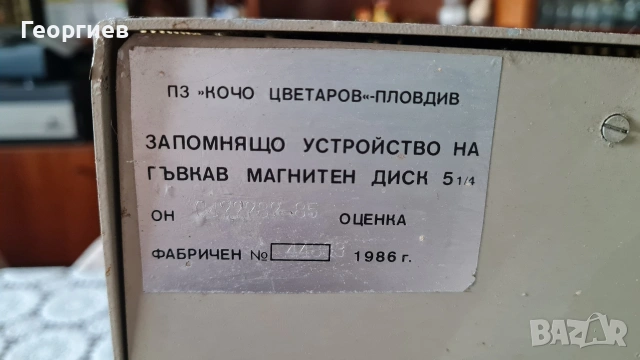 Георгиев
ПЗ »КОЧО ЦВЕТАРОВ«-ПЛОВДИВ
ЗАПОМНЯЩО УСТРОЙСТВО НА
ГЪВКАВ МАГНИТЕН ДИСК 5 1/4
ОН ОЦЕНКА
ФАБРИЧЕН № 1986 г.
BAZAR